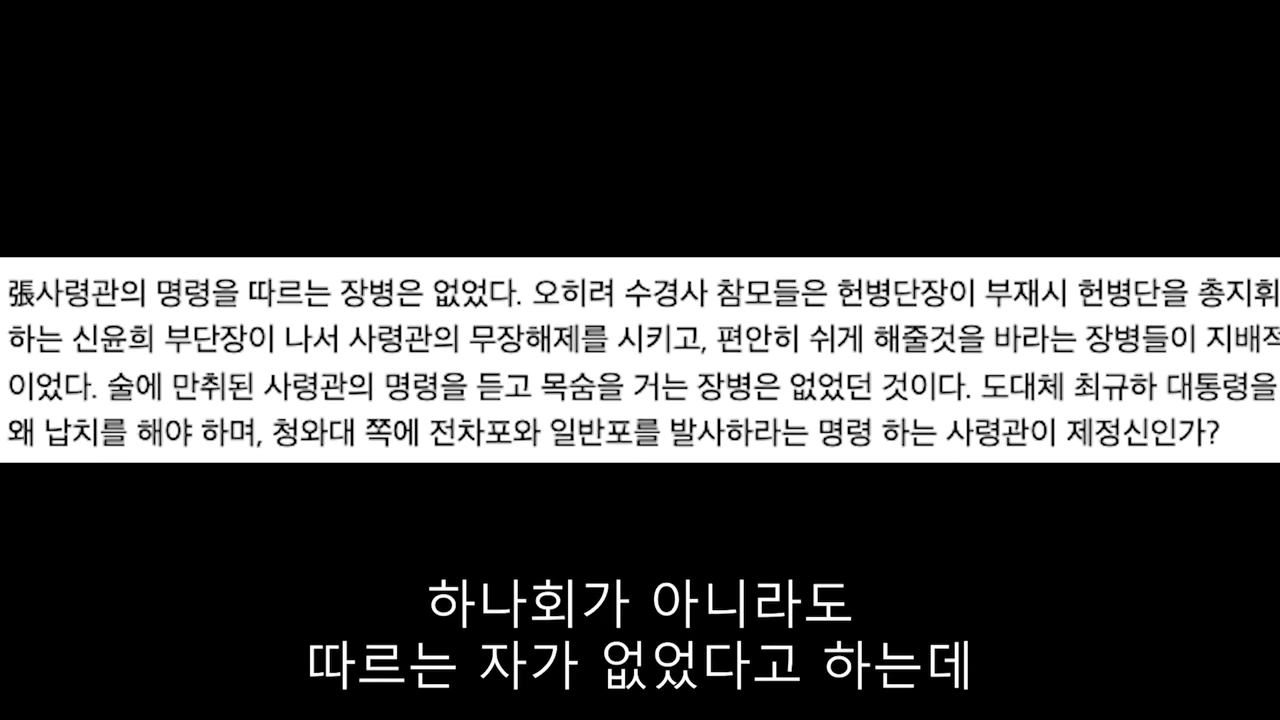 張사령관의 명령을 따르는 장병은 없었다. 오히려 수경사 참모들은 헌병단장이 부재시 헌병단을 총지휘
하는 신윤희 부단장이 나서 사령관의 무장해제를 시키고, 편안히 쉬게 해줄것을 바라는 장병들이 지배적
이었다. 술에 만취된 사령관의 명령을 듣고 목숨을 거는 장병은 없었던 것이다. 도대체 최규하 대통령을
왜 납치를 해야 하며, 청와대 쪽에 전차포와 일반포를 발사하라는 명령 하는 사령관이 제정신인가?
하나회가 아니라도
따르는 자가 없었다고 하는데